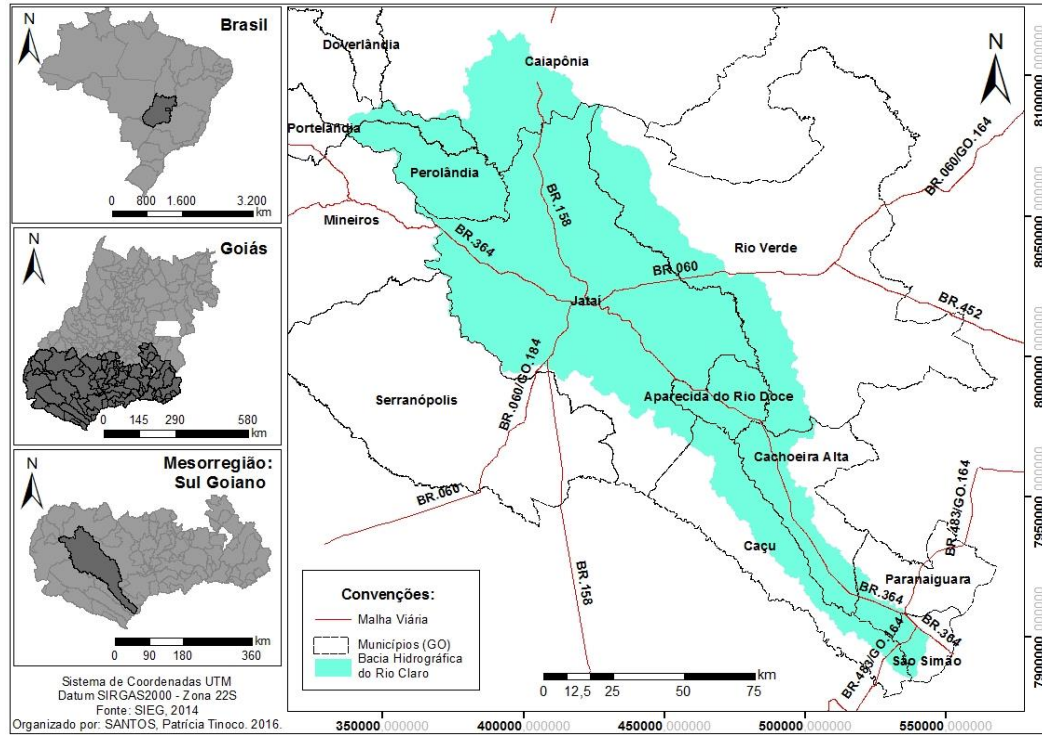 Brasil
N
0 800 1.600 3.200
km
Goiás
N
0 145 290 580
km
Mesorregião:
Sul Goiano
N
0 90 180 360
km
Sistema de Coordenadas UTM
Datum SIRGAS2000 - Zona 22S
Fonte: SIEG, 2014
Organizado por: SANTOS, Patrícia Tinoco. 2016.
Doverlândia
Caiapônia
N
Portelândia
Perolândia
BR.158
BR.060/GO.164
Mineiros
BR.364
Rio Verde
BR.060
Jataí
BR.452
BR.060/GO.184
Serranópolis
Aparecida do Rio Doce
Cachoeira Alta
BR.060
BR.483/GO.164
Caçu
BR.158
Paranaiguara
BR.364
BR.364
BR.483/GO.164
São Simão
Convenções:
Malha Viária
Municípios (GO)
Bacia Hidrográfica
do Rio Claro
0 12,5 25 50 75
km
350000,000000 400000,000000 450000,000000 500000,000000 550000,000000
8100000,000000
8050000,000000
8000000,000000
7950000,000000
7900000,000000